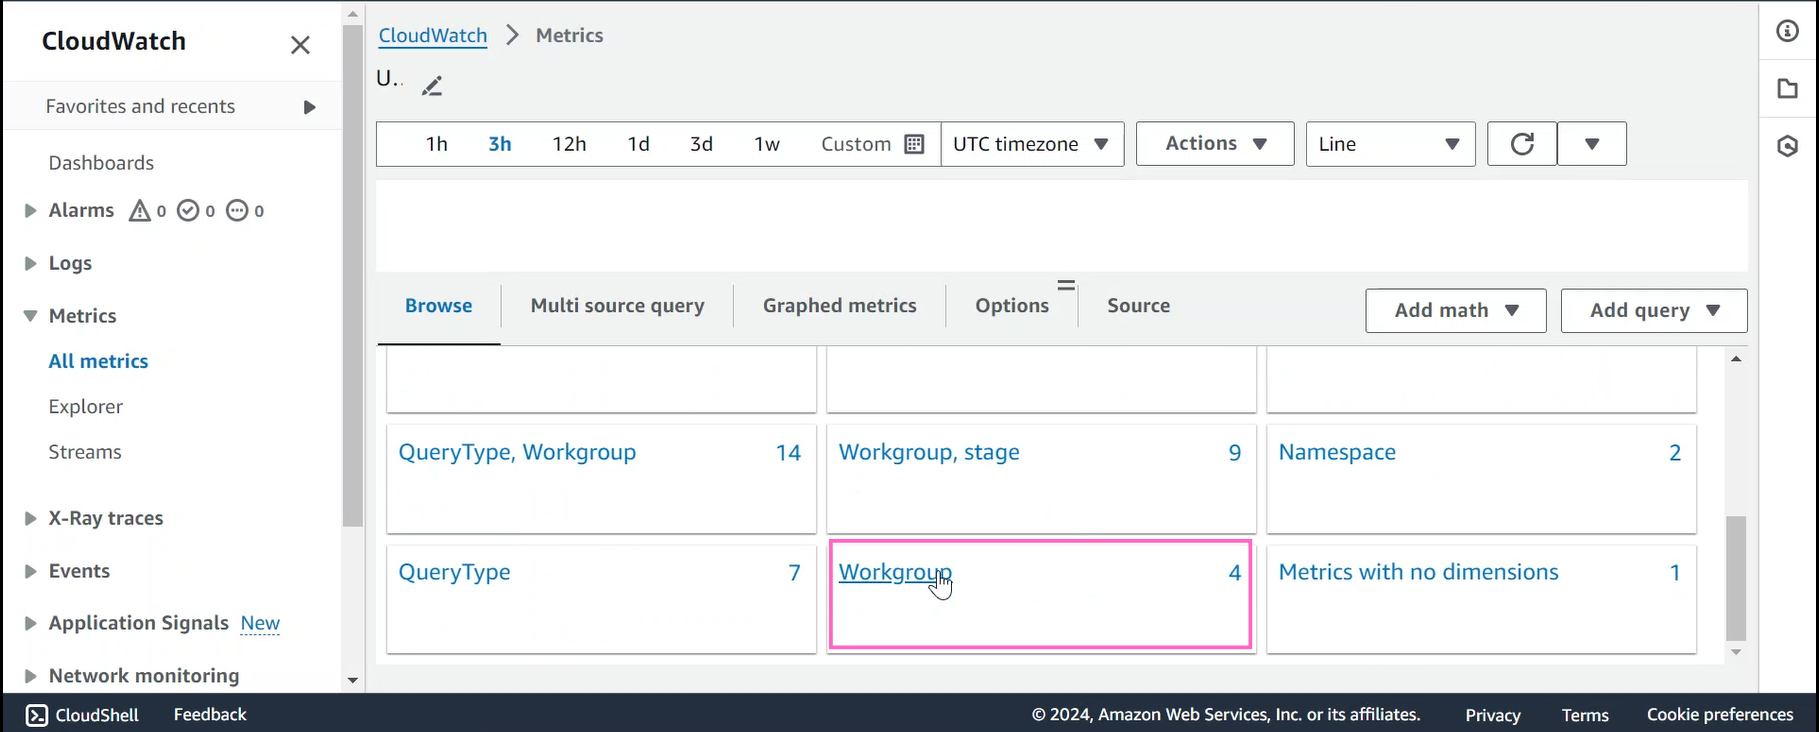 CloudWatch
Favorites and recents
Dashboards
Alarms 0 0 0
Logs
Metrics
All metrics
Explorer
Streams
X-Ray traces
Events
Application Signals New
Network monitoring
CloudWatch Metrics
U..
1h 3h 12h 1d 3d 1w Custom UTC timezone Actions Line
Browse Multi source query Graphed metrics Options Source Add math Add query
QueryType, Workgroup 14 Workgroup, stage 9 Namespace 2
QueryType 7 Workgroup 4 Metrics with no dimensions 1
CloudShell Feedback © 2024, Amazon Web Services, Inc. or its affiliates. Privacy Terms Cookie preferences